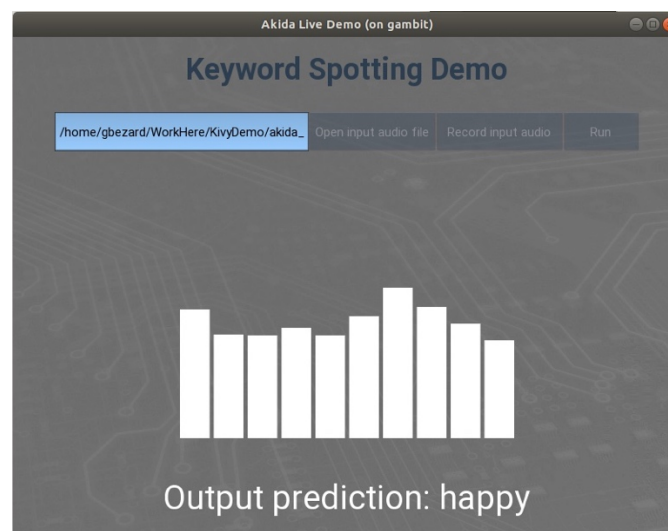 Akida Live Demo (on gambit)
Keyword Spotting Demo
/home/gbezard/WorkHere/KivyDemo/akida_ Open input audio file Record input audio Run
Output prediction: happy